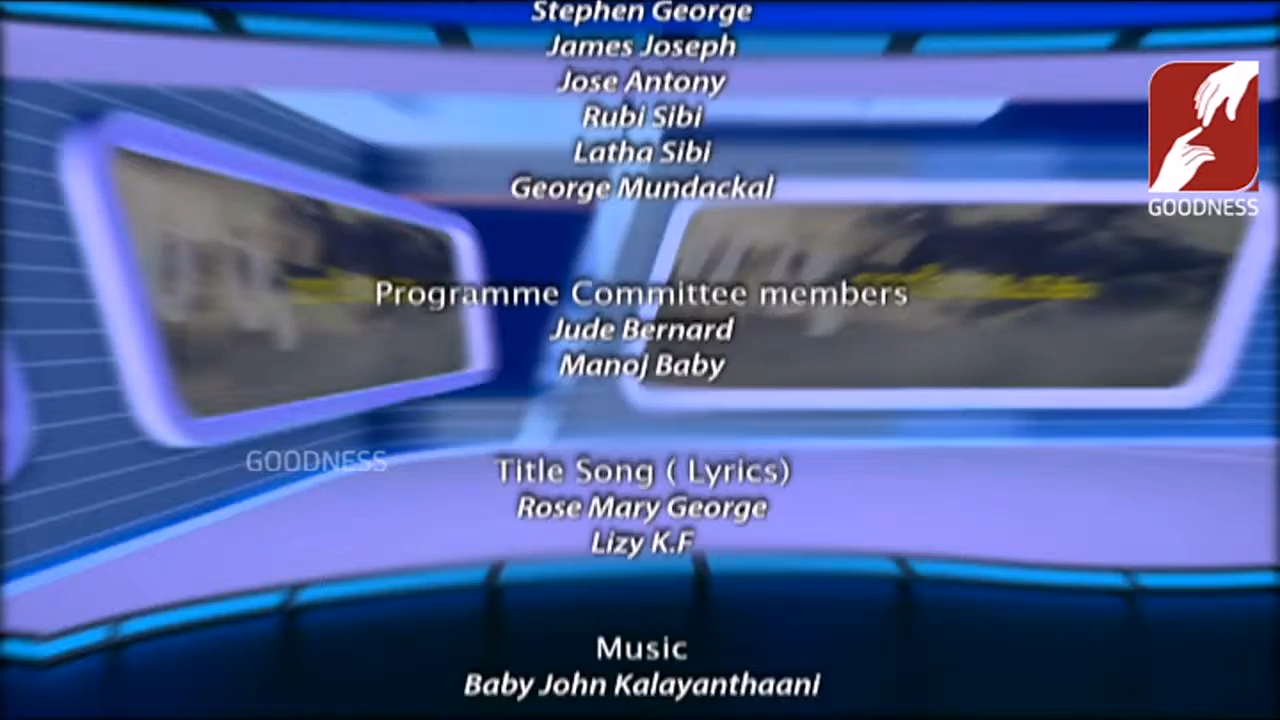 Stephen George
James Joseph
Jose Antony
Rubi Sibi
Latha Sibi
George Mundackal
GOODNESS
Programme Committee members
Jude Bernard
Manoj Baby
GOODNESS
Title Song ( Lyrics)
Rose Mary George
Lizy K.F
Music
Baby John Kalayanthaani